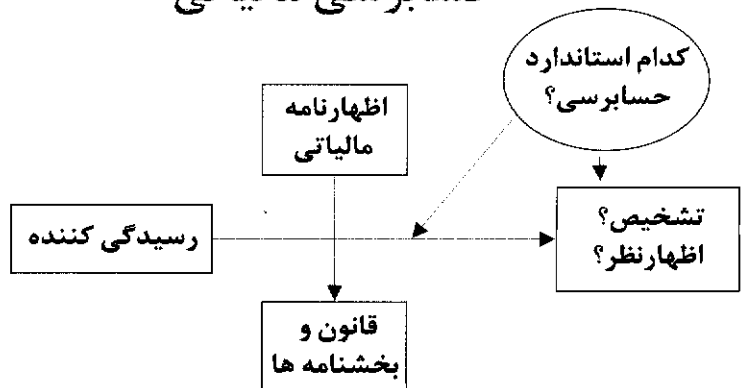 کدام استاندارد
حسابرسی؟
اظهارنامه
مالیاتی
تشخیص؟
اظهارنظر؟
رسیدگی کننده
قانون و
بخشنامه ها